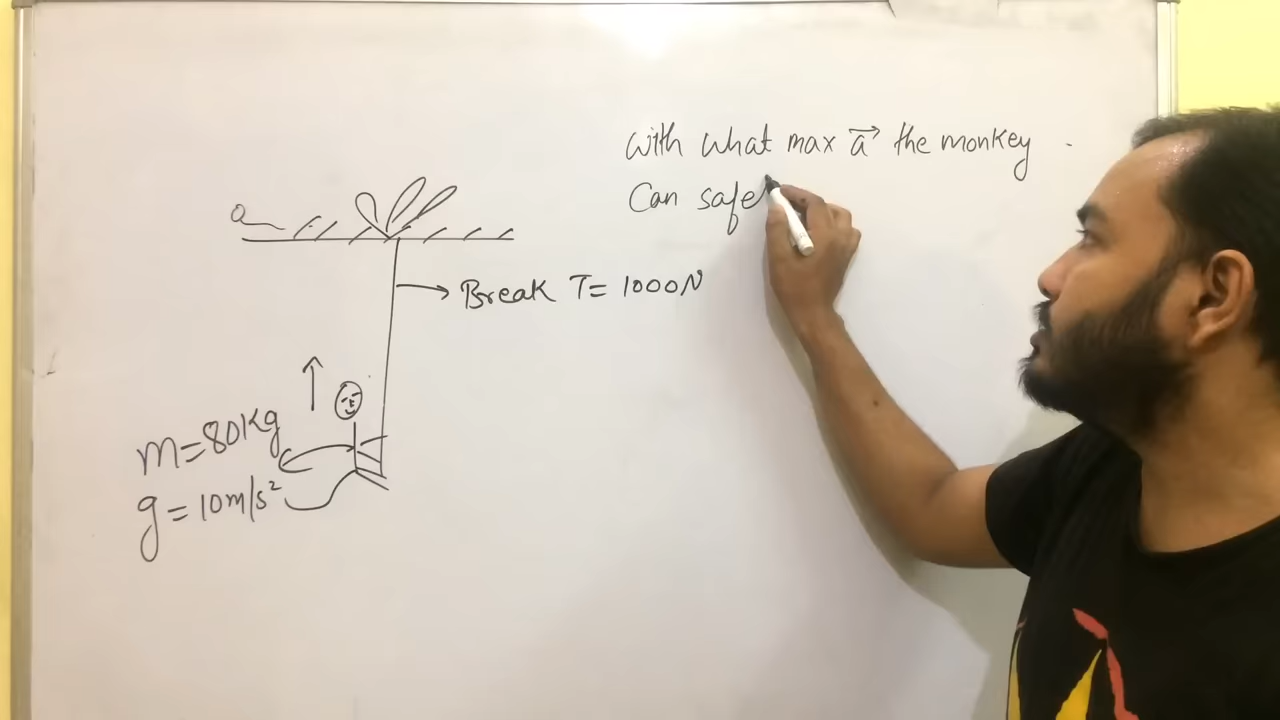 With what max a⃗ the monkey
Can safe
a
Break T = 1000N
m = 80kg
g = 10m/s²